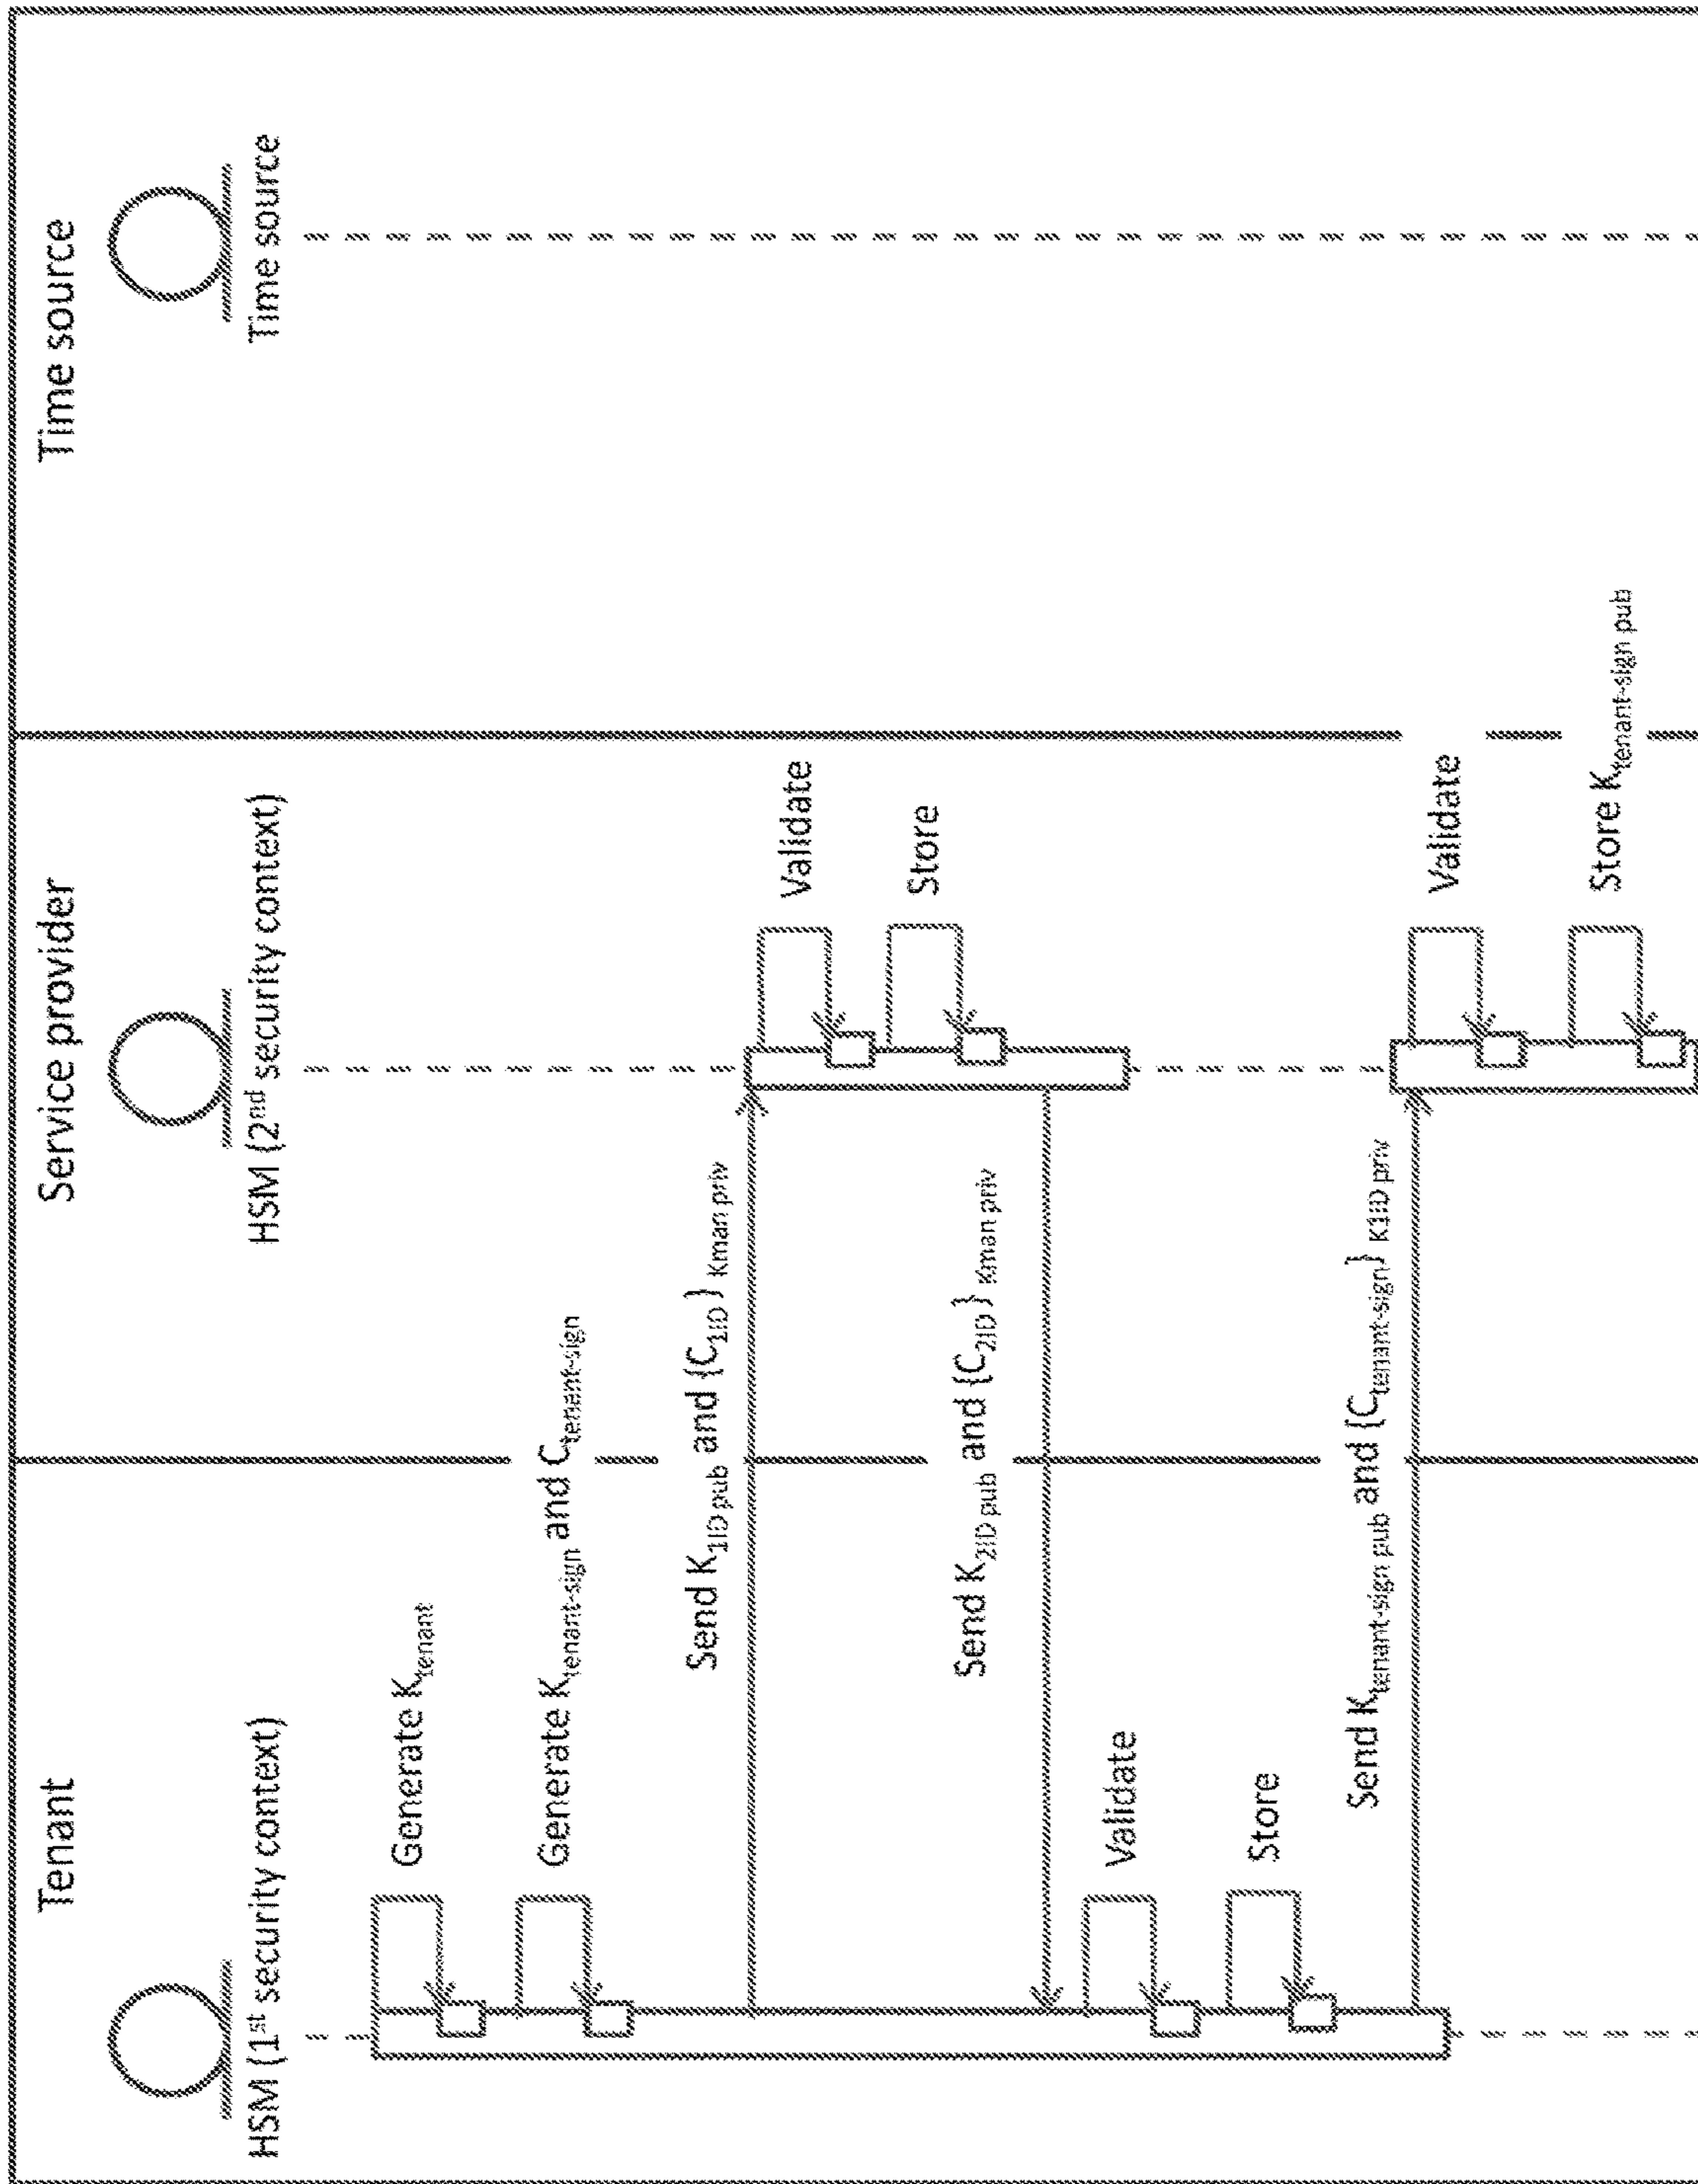 Tenant
Service provider
Time source
HSM (1st security context)
HSM (2nd security context)
Time source
Generate Ktenant
Generate Ktenant-sign and Ctenant-sign
Send K1ID pub and {C1ID} Kman priv
Validate
Store
Send K2ID pub and {C2ID} Kman priv
Validate
Store
Send Ktenant-sign pub and {Ctenant-sign} K1ID priv
Validate
Store Ktenant-sign pub